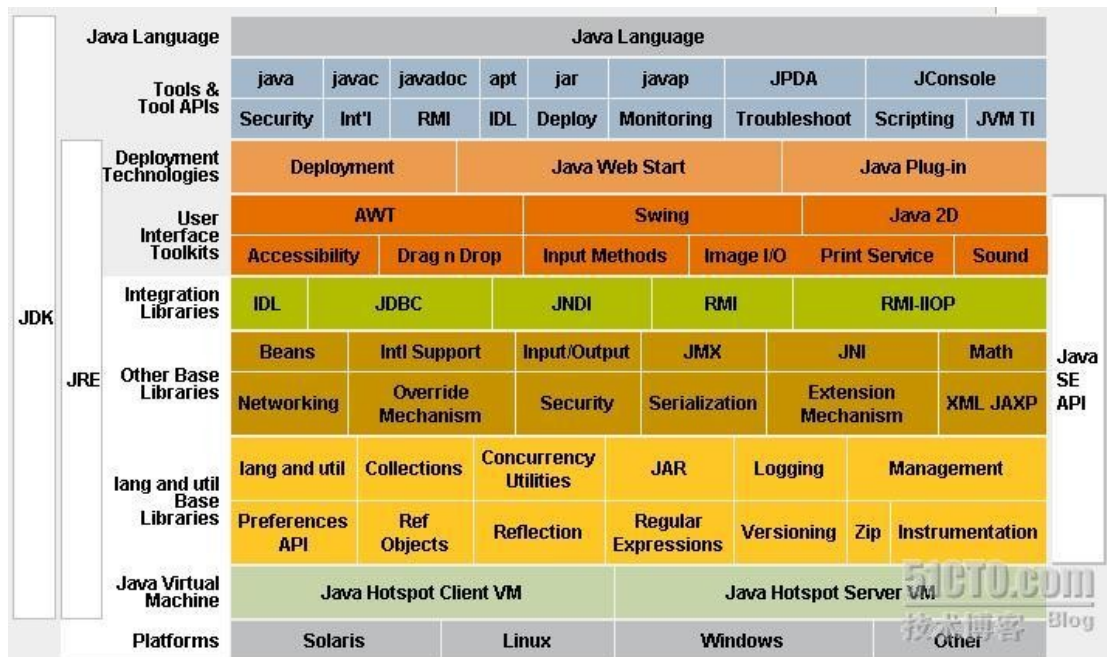 Java Language
Java Language
Tools &
Tool APIs
java javac javadoc apt jar javap JPDA JConsole
Security Int'l RMI IDL Deploy Monitoring Troubleshoot Scripting JVM TI
Deployment
Technologies
Deployment Java Web Start Java Plug-in
User
Interface
Toolkits
AWT Swing Java 2D
Accessibility Drag n Drop Input Methods Image I/O Print Service Sound
Integration
Libraries
IDL JDBC JNDI RMI RMI-IIOP
JDK
JRE
Other Base
Libraries
Beans Intl Support Input/Output JMX JNI Math
Networking Override
Mechanism Security Serialization Extension
Mechanism XML JAXP
Java
SE
API
lang and util
Base
Libraries
lang and util Collections Concurrency
Utilities JAR Logging Management
Preferences
API Ref
Objects Reflection Regular
Expressions Versioning Zip Instrumentation
Java Virtual
Machine
Java Hotspot Client VM Java Hotspot Server VM
Platforms
Solaris Linux Windows Other
51CTO.com
技术博客 Blog